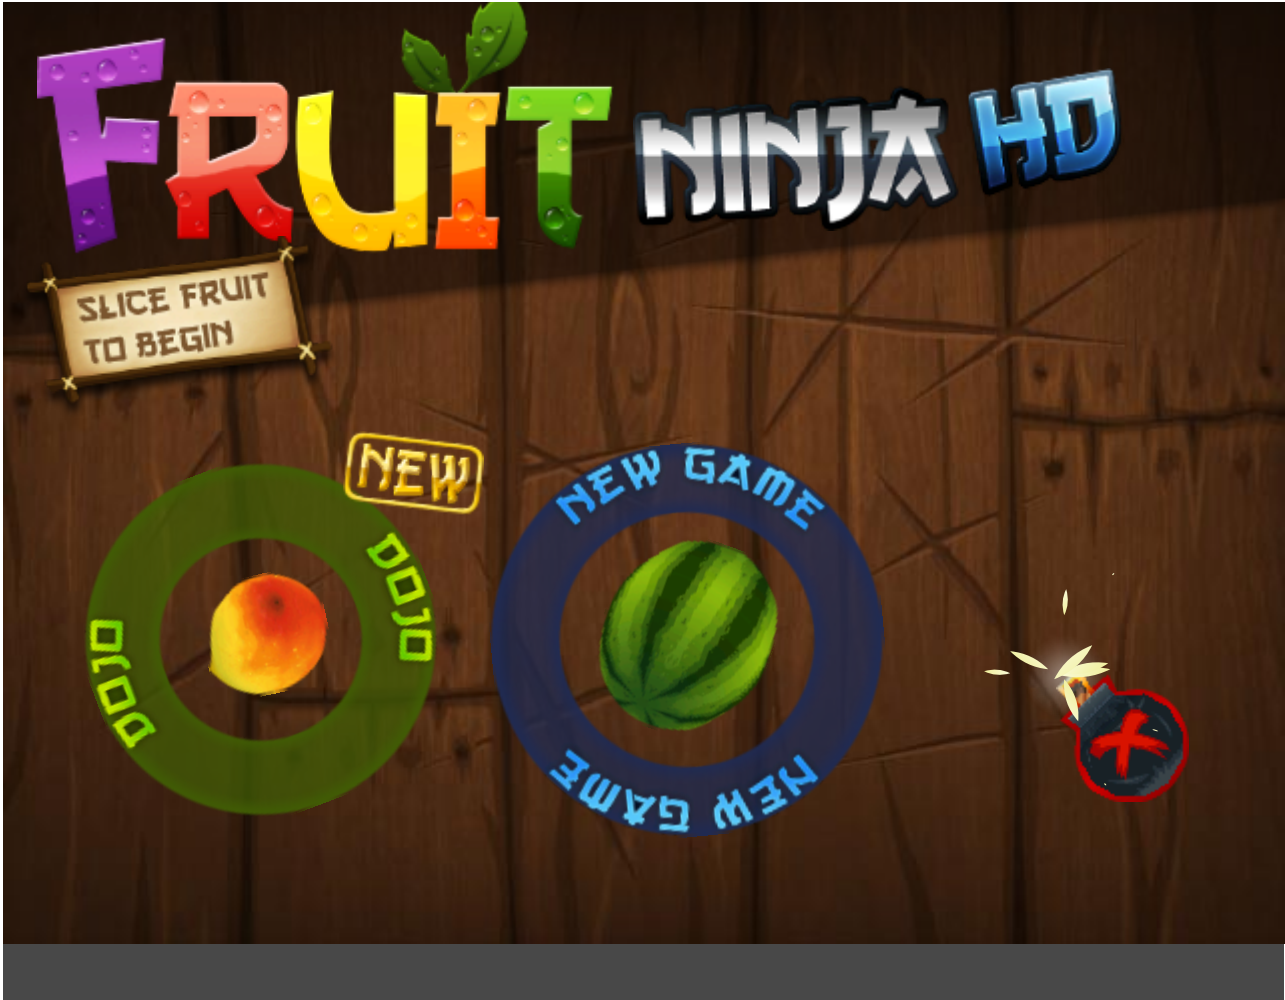 FRUIT NINJA HD
SLICE FRUIT
TO BEGIN
NEW
DOJO
DOJO
NEW GAME
NEW GAME